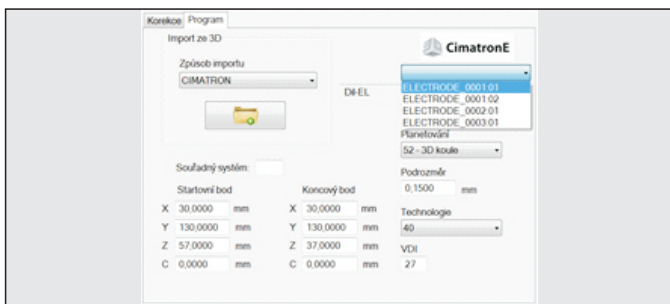 Korekce Program
Import ze 3D
Způsob importu
CIMATRON
CimatronE
Díl-EL
ELECTRODE_0001:01
ELECTRODE_0001:02
ELECTRODE_0002:01
ELECTRODE_0003:01
Planetování
52 - 3D koule
Podrozměr
0,1500 mm
Technologie
40
VDI
27
Souřadný systém:
Startovní bod Koncový bod
X 30,0000 mm X 30,0000 mm
Y 130,0000 mm Y 130,0000 mm
Z 57,0000 mm Z 37,0000 mm
C 0,0000 mm C 0,0000 mm